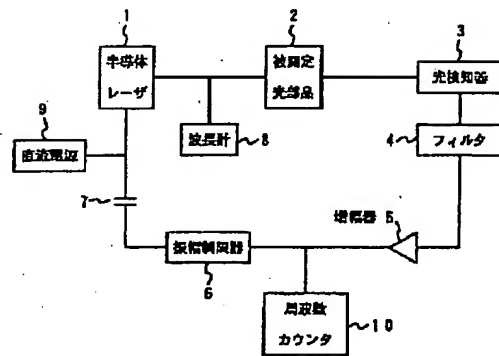 1
半導体
レーザ
2
被測定
光部品
3
光検知器
9
直流電源
波長計
8
4
フィルタ
7
増幅器 5
振幅制限器
6
周波数
カウンタ
10